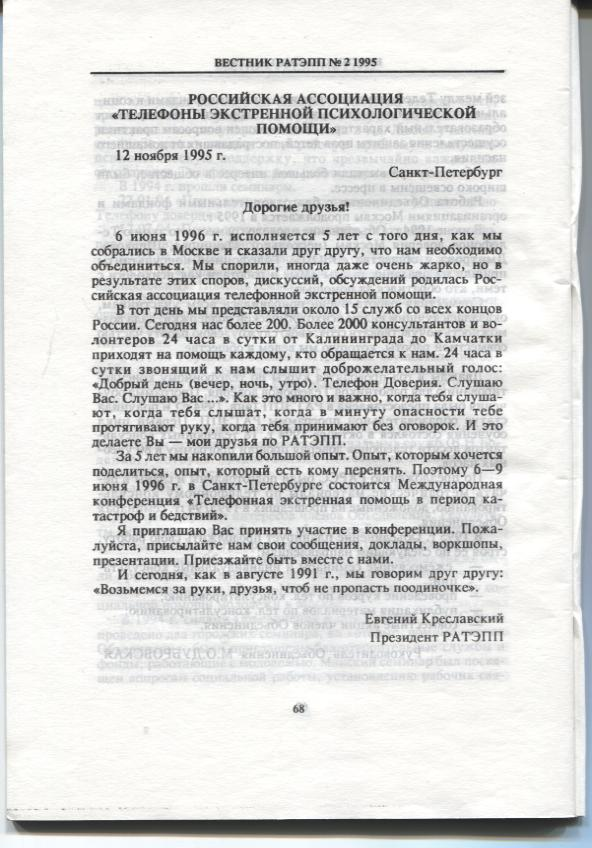 ВЕСТНИК РАТЭПП № 2 1995
РОССИЙСКАЯ АССОЦИАЦИЯ
«ТЕЛЕФОНЫ ЭКСТРЕННОЙ ПСИХОЛОГИЧЕСКОЙ
ПОМОЩИ»
12 ноября 1995 г.
Санкт-Петербург
Дорогие друзья!
6 июня 1996 г. исполняется 5 лет с того дня, как мы
собрались в Москве и сказали друг другу, что нам необходимо
объединиться. Мы спорили, иногда даже очень жарко, но в
результате этих споров, дискуссий, обсуждений родилась Рос-
сийская ассоциация телефонной экстренной помощи.
В тот день мы представляли около 15 служб со всех концов
России. Сегодня нас более 200. Более 2000 консультантов и во-
лонтеров 24 часа в сутки от Калининграда до Камчатки
приходят на помощь каждому, кто обращается к нам. 24 часа в
сутки звонящий к нам слышит доброжелательный голос:
«Добрый день (вечер, ночь, утро). Телефон Доверия. Слушаю
Вас. Слушаю Вас ...». Как это много и важно, когда тебя слуша-
ют, когда тебя слышат, когда в минуту опасности тебе
протягивают руку, когда тебя принимают без оговорок. И это
делаете Вы — мои друзья по РАТЭПП.
За 5 лет мы накопили большой опыт. Опыт, которым хочется
поделиться, опыт, который есть кому перенять. Поэтому 6—9
июня 1996 г. в Санкт-Петербурге состоится Международная
конференция «Телефонная экстренная помощь в период ка-
тастроф и бедствий».
Я приглашаю Вас принять участие в конференции. Пожа-
луйста, присылайте нам свои сообщения, доклады, воркшопы,
презентации. Приезжайте быть вместе с нами.
И сегодня, как в августе 1991 г., мы говорим друг другу:
«Возьмемся за руки, друзья, чтоб не пропасть поодиночке».
Евгений Креславский
Президент РАТЭПП
68